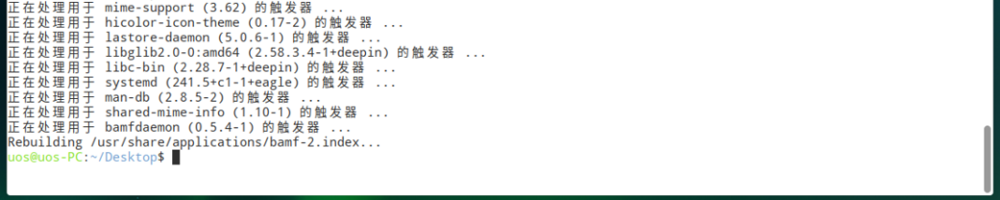 正在处理用于 mime-support (3.62) 的触发器 ...
正在处理用于 hicolor-icon-theme (0.17-2) 的触发器 ...
正在处理用于 lastore-daemon (5.0.6-1) 的触发器 ...
正在处理用于 libglib2.0-0:amd64 (2.58.3.4-1+deepin) 的触发器 ...
正在处理用于 libc-bin (2.28.7-1+deepin) 的触发器 ...
正在处理用于 systemd (241.5+c1-1+eagle) 的触发器 ...
正在处理用于 man-db (2.8.5-2) 的触发器 ...
正在处理用于 shared-mime-info (1.10-1) 的触发器 ...
正在处理用于 bamfdaemon (0.5.4-1) 的触发器 ...
Rebuilding /usr/share/applications/bamf-2.index...
uos@uos-PC:~/Desktop$